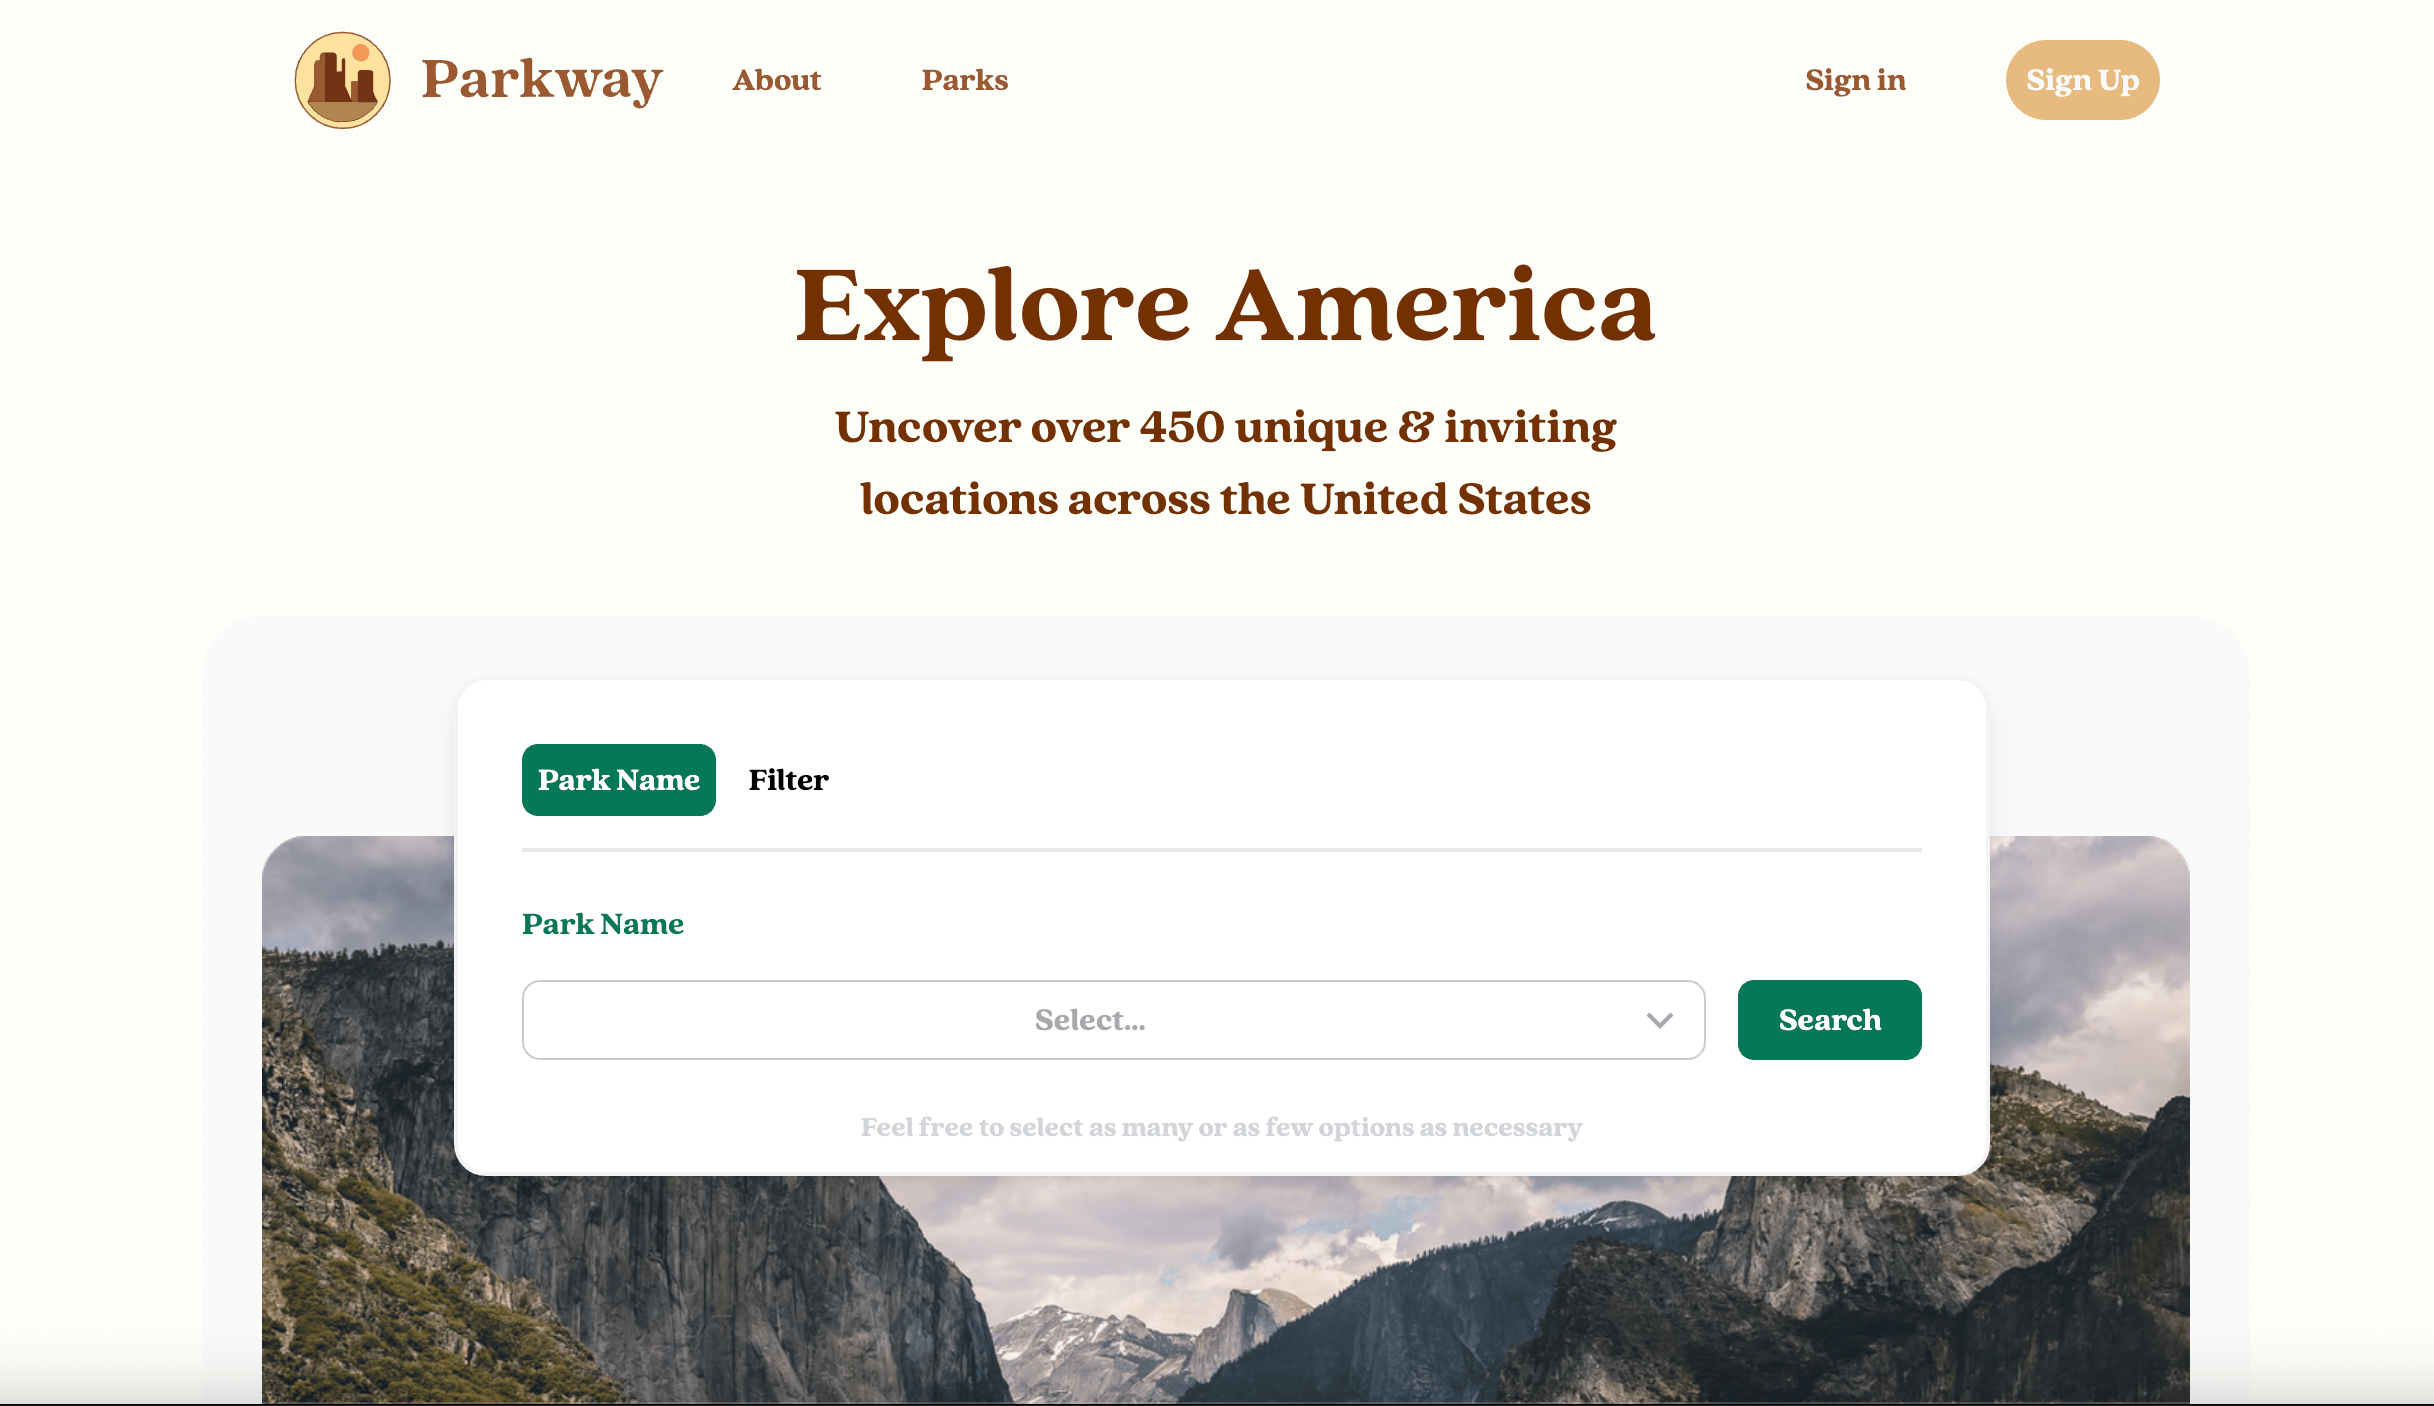 Parkway
About
Parks
Sign in
Sign Up
Explore America
Uncover over 450 unique & inviting
locations across the United States
Park Name
Filter
Park Name
Select...
Search
Feel free to select as many or as few options as necessary